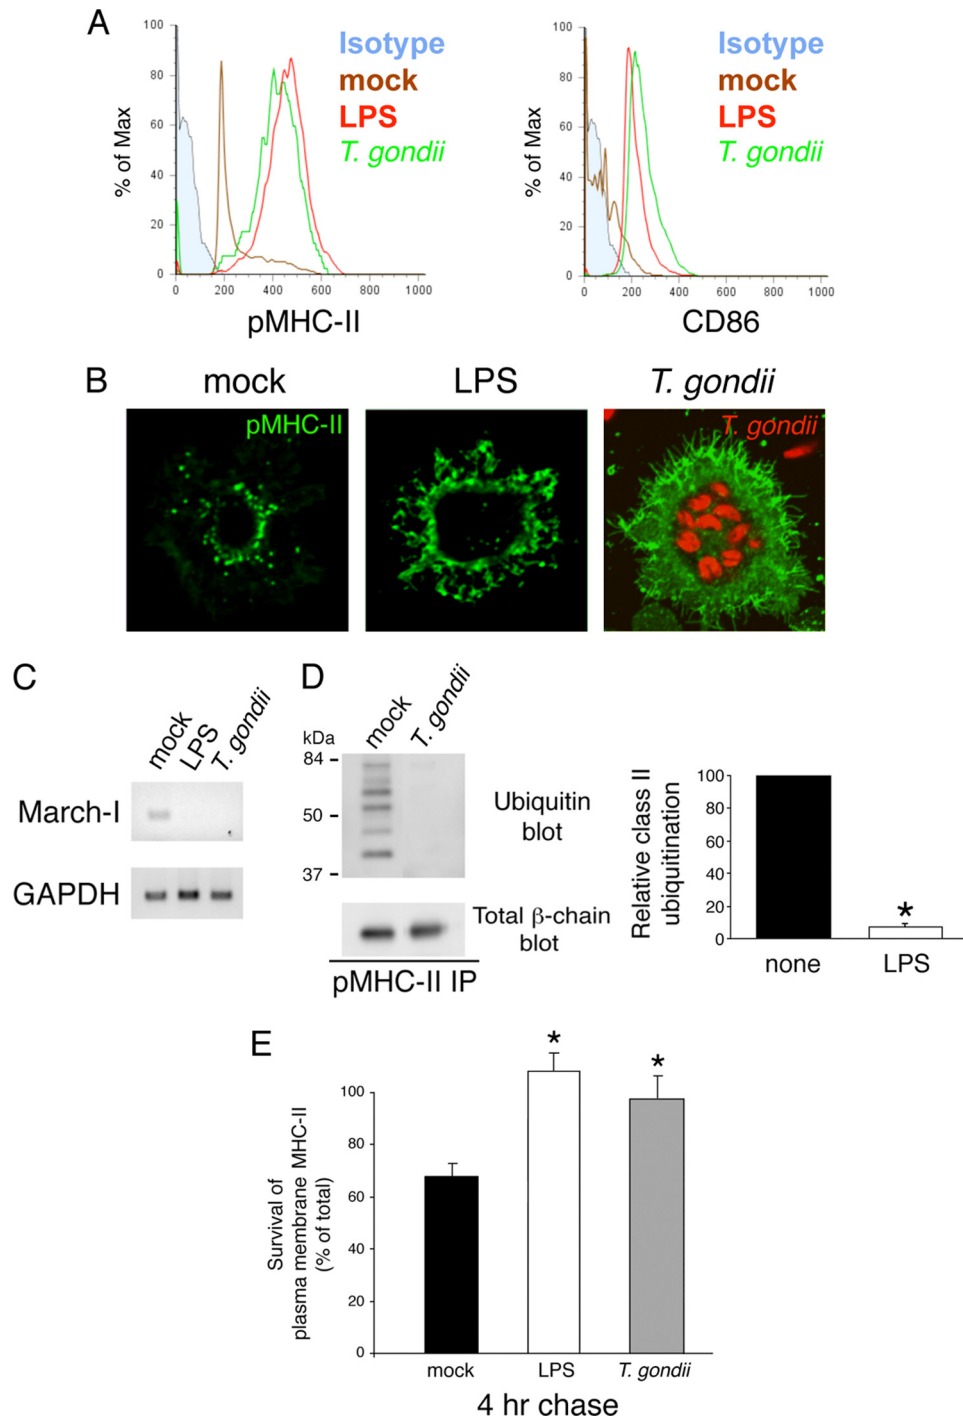 A
% of Max
100
80
60
40
20
0
0 200 400 600 800 1000
pMHC-II
Isotype
mock
LPS
T. gondii
% of Max
100
80
60
40
20
0
0 200 400 600 800 1000
CD86
Isotype
mock
LPS
T. gondii
B
mock
LPS
T. gondii
pMHC-II
T. gondii
C
mock
LPS
T. gondii
March-I
GAPDH
D
mock
T. gondii
kDa
84
50
37
Ubiquitin
blot
Total β-chain
blot
pMHC-II IP
Relative class II
ubiquitination
100
80
60
40
20
0
*
none
LPS
E
Survival of
plasma membrane MHC-II
(% of total)
100
80
60
40
20
0
*
*
mock
LPS
T. gondii
4 hr chase